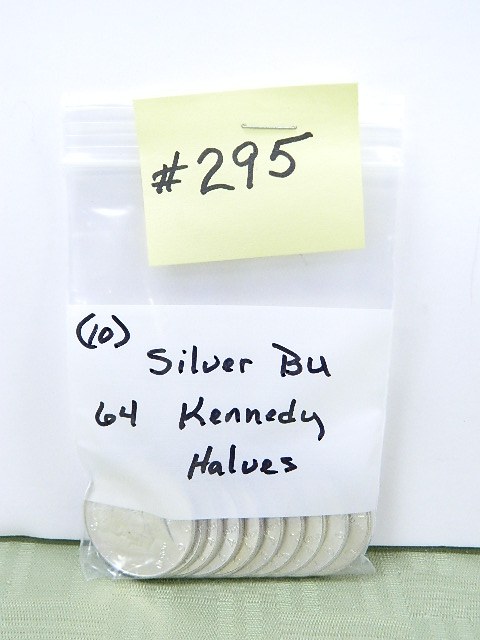 #295
(10)
Silver BU
64 Kennedy
Halves